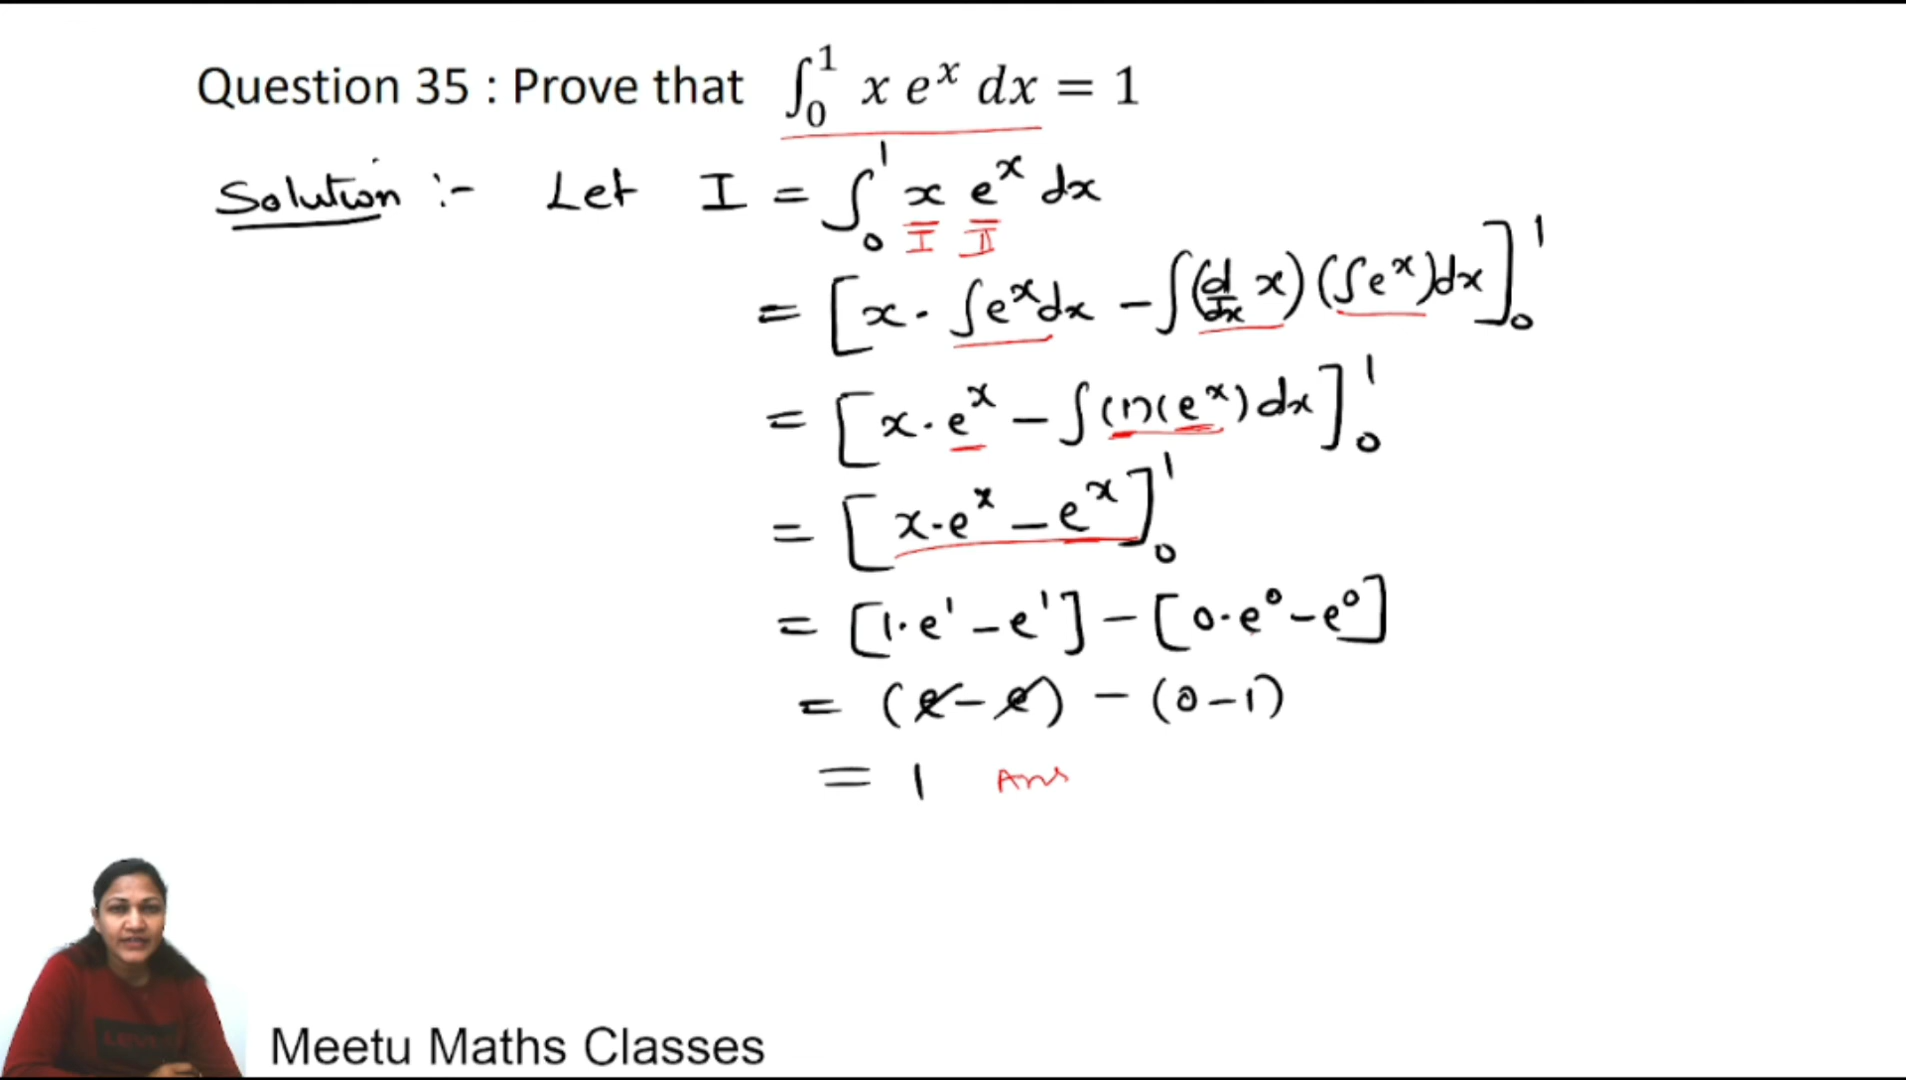 Question 35 : Prove that ∫₀¹ x eˣ dx = 1
Solution :- Let I = ∫₀¹ x eˣ dx
I II
= [x · ∫eˣdx − ∫(d/dx x)(∫eˣ)dx]₀¹
= [x · eˣ − ∫(1)(eˣ)dx]₀¹
= [x · eˣ − eˣ]₀¹
= [1 · e¹ − e¹] − [0 · e⁰ − e⁰]
= (e − e) − (0 − 1)
= 1 Ans
Meetu Maths Classes